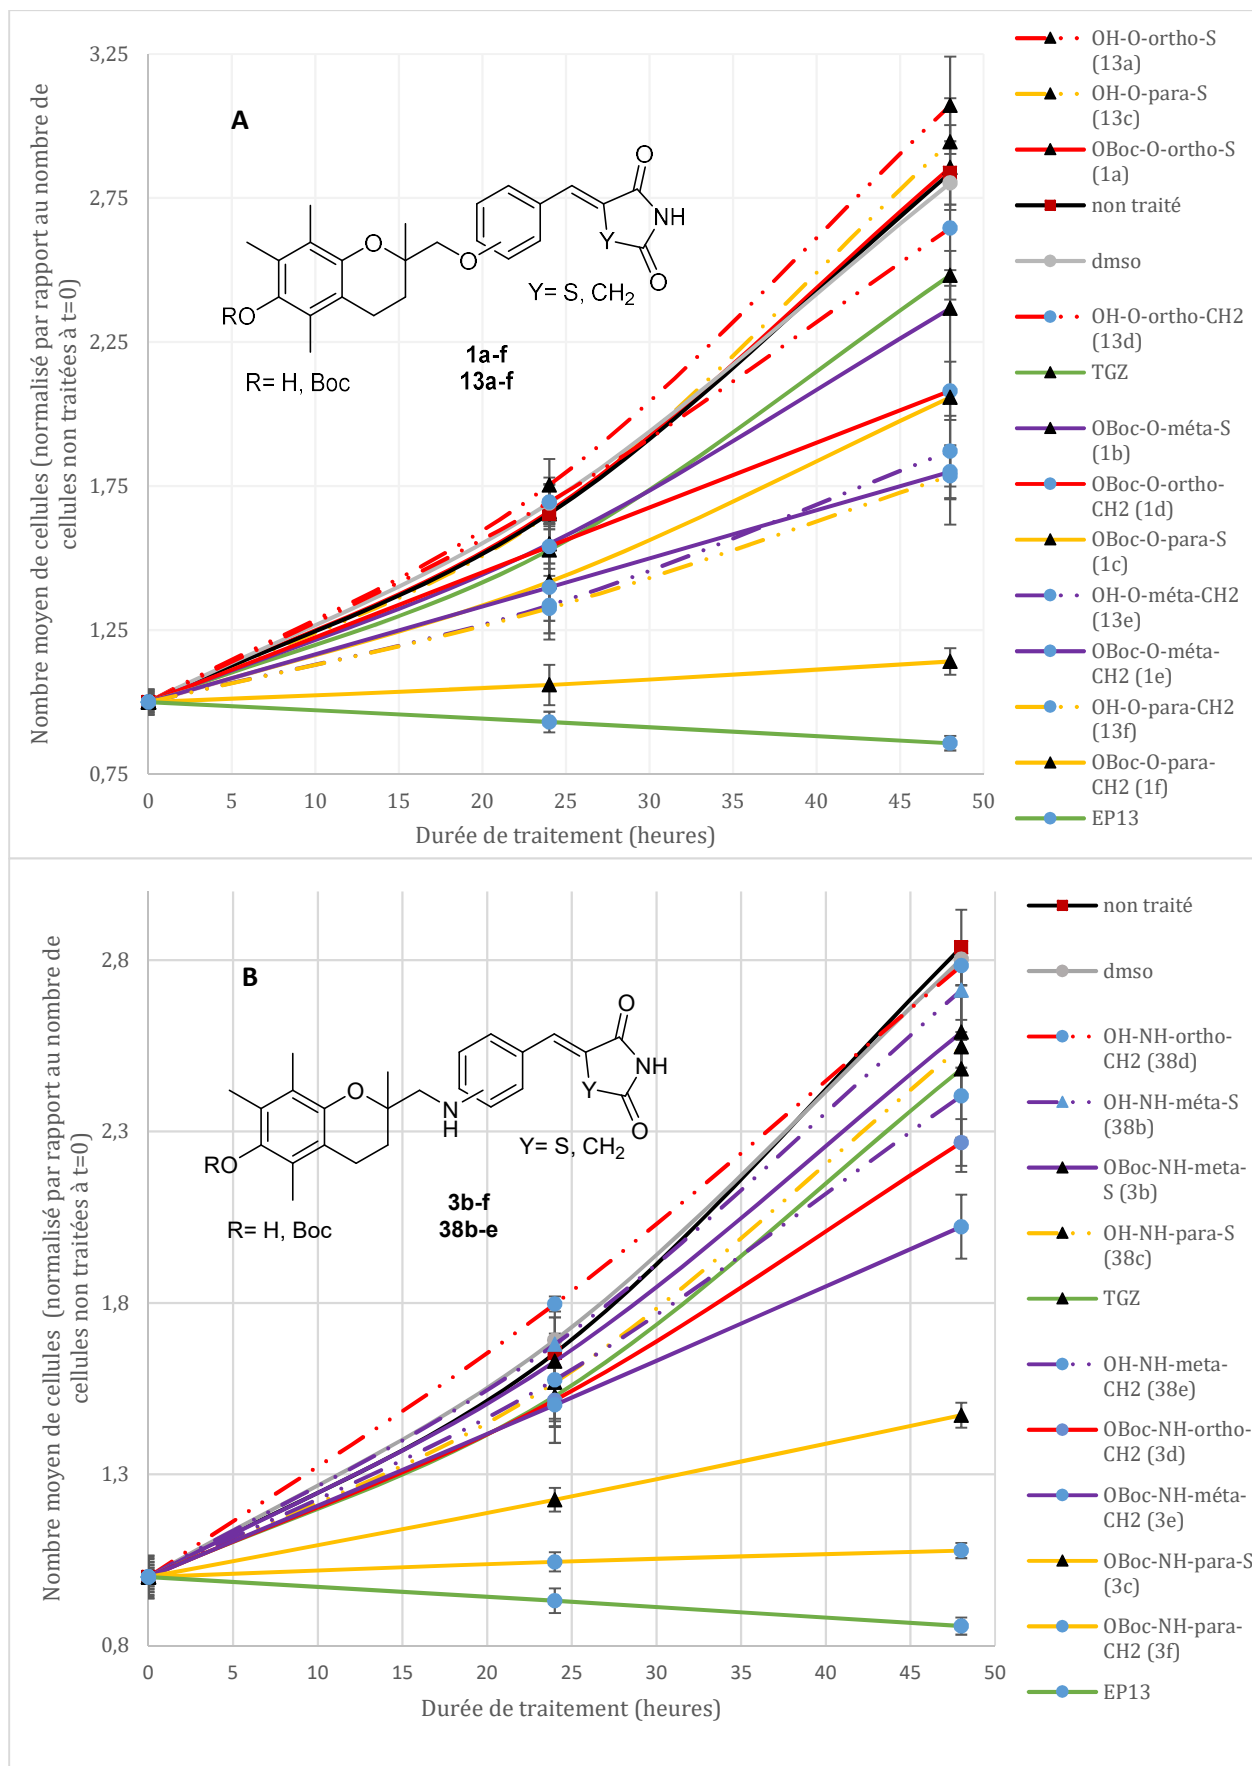 Nombre moyen de cellules (normalisé par rapport au nombre de
cellules non traitées à t=0)
3,25
2,75
2,25
1,75
1,25
0,75
A
O
NH
Y
O
O
O
RO
Y= S, CH2
R= H, Boc
1a-f
13a-f
0
5
10
15
20
25
30
35
40
45
50
Durée de traitement (heures)
OH-O-ortho-S
(13a)
OH-O-para-S
(13c)
OBoc-O-ortho-S
(1a)
non traité
dmso
OH-O-ortho-CH2
(13d)
TGZ
OBoc-O-méta-S
(1b)
OBoc-O-ortho-
CH2 (1d)
OBoc-O-para-S
(1c)
OH-O-méta-CH2
(13e)
OBoc-O-méta-
CH2 (1e)
OH-O-para-CH2
(13f)
OBoc-O-para-
CH2 (1f)
EP13
Nombre moyen de cellules (normalisé par rapport au nombre de
cellules non traitées à t=0)
2,8
2,3
1,8
1,3
0,8
B
O
NH
Y
O
O
N
H
RO
Y= S, CH2
R= H, Boc
3b-f
38b-e
0
5
10
15
20
25
30
35
40
45
50
Durée de traitement (heures)
non traité
dmso
OH-NH-ortho-
CH2 (38d)
OH-NH-méta-S
(38b)
OBoc-NH-meta-
S (3b)
OH-NH-para-S
(38c)
TGZ
OH-NH-meta-
CH2 (38e)
OBoc-NH-ortho-
CH2 (3d)
OBoc-NH-méta-
CH2 (3e)
OBoc-NH-para-S
(3c)
OBoc-NH-para-
CH2 (3f)
EP13